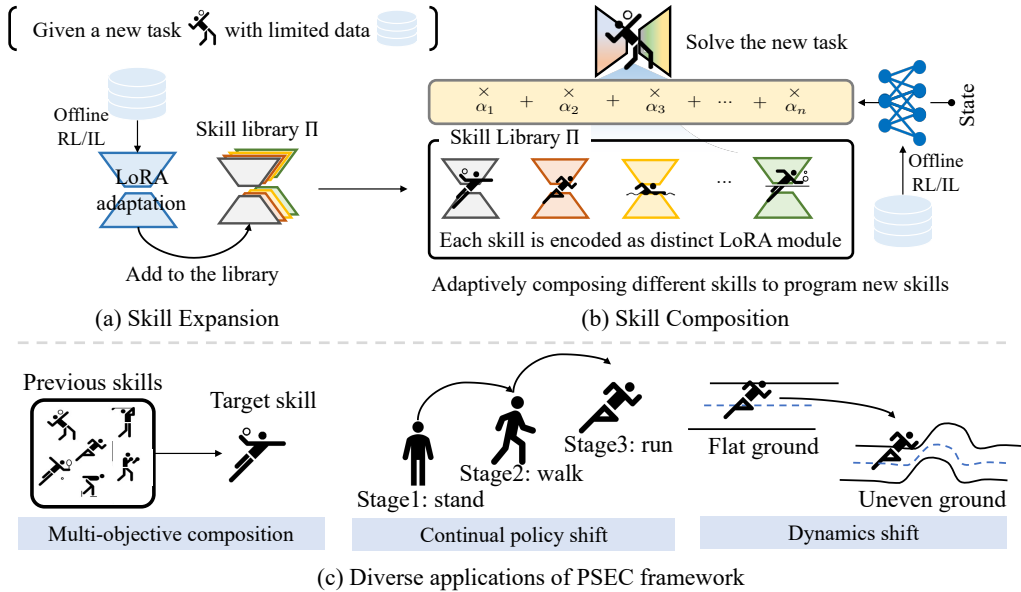 Given a new task with limited data
Solve the new task
Offline
RL/IL
Skill library Π
LoRA
adaptation
Add to the library
(a) Skill Expansion
× × × ×
α1 + α2 + α3 + ... + αn
State
Skill Library Π
...
Each skill is encoded as distinct LoRA module
Offline
RL/IL
Adaptively composing different skills to program new skills
(b) Skill Composition
Previous skills
Target skill
Multi-objective composition
Stage1: stand
Stage2: walk
Stage3: run
Continual policy shift
Flat ground
Uneven ground
Dynamics shift
(c) Diverse applications of PSEC framework